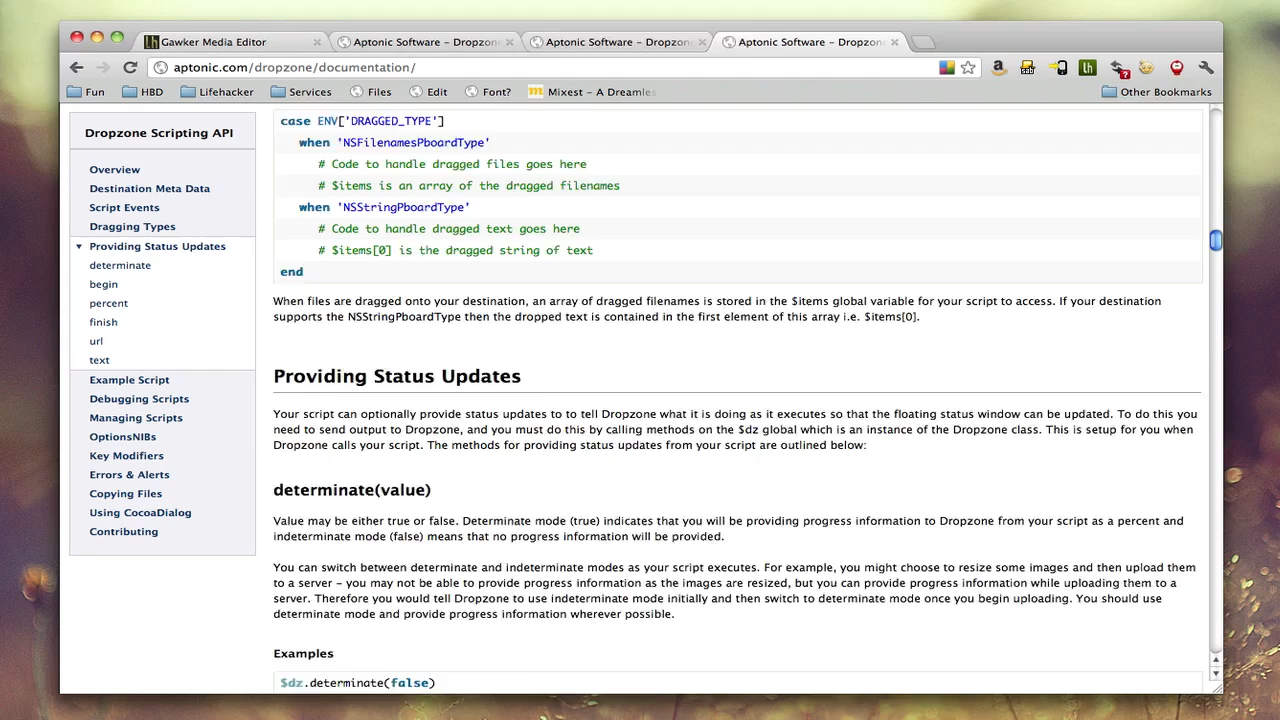 Gawker Media Editor
Aptonic Software – Dropzone
Aptonic Software – Dropzone
Aptonic Software – Dropzone
aptonic.com/dropzone/documentation/
Fun
HBD
Lifehacker
Services
Files
Edit
Font?
Mixest – A Dreamles
Other Bookmarks
Dropzone Scripting API
Overview
Destination Meta Data
Script Events
Dragging Types
Providing Status Updates
determinate
begin
percent
finish
url
text
Example Script
Debugging Scripts
Managing Scripts
OptionsNIBs
Key Modifiers
Errors & Alerts
Copying Files
Using CocoaDialog
Contributing
case ENV['DRAGGED_TYPE']
when 'NSFilenamesPboardType'
# Code to handle dragged files goes here
# $items is an array of the dragged filenames
when 'NSStringPboardType'
# Code to handle dragged text goes here
# $items[0] is the dragged string of text
end
When files are dragged onto your destination, an array of dragged filenames is stored in the $items global variable for your script to access. If your destination
supports the NSStringPboardType then the dropped text is contained in the first element of this array i.e. $items[0].
Providing Status Updates
Your script can optionally provide status updates to to tell Dropzone what it is doing as it executes so that the floating status window can be updated. To do this you
need to send output to Dropzone, and you must do this by calling methods on the $dz global which is an instance of the Dropzone class. This is setup for you when
Dropzone calls your script. The methods for providing status updates from your script are outlined below:
determinate(value)
Value may be either true or false. Determinate mode (true) indicates that you will be providing progress information to Dropzone from your script as a percent and
indeterminate mode (false) means that no progress information will be provided.
You can switch between determinate and indeterminate modes as your script executes. For example, you might choose to resize some images and then upload them
to a server – you may not be able to provide progress information as the images are resized, but you can provide progress information while uploading them to a
server. Therefore you would tell Dropzone to use indeterminate mode initially and then switch to determinate mode once you begin uploading. You should use
determinate mode and provide progress information wherever possible.
Examples
$dz.determinate(false)